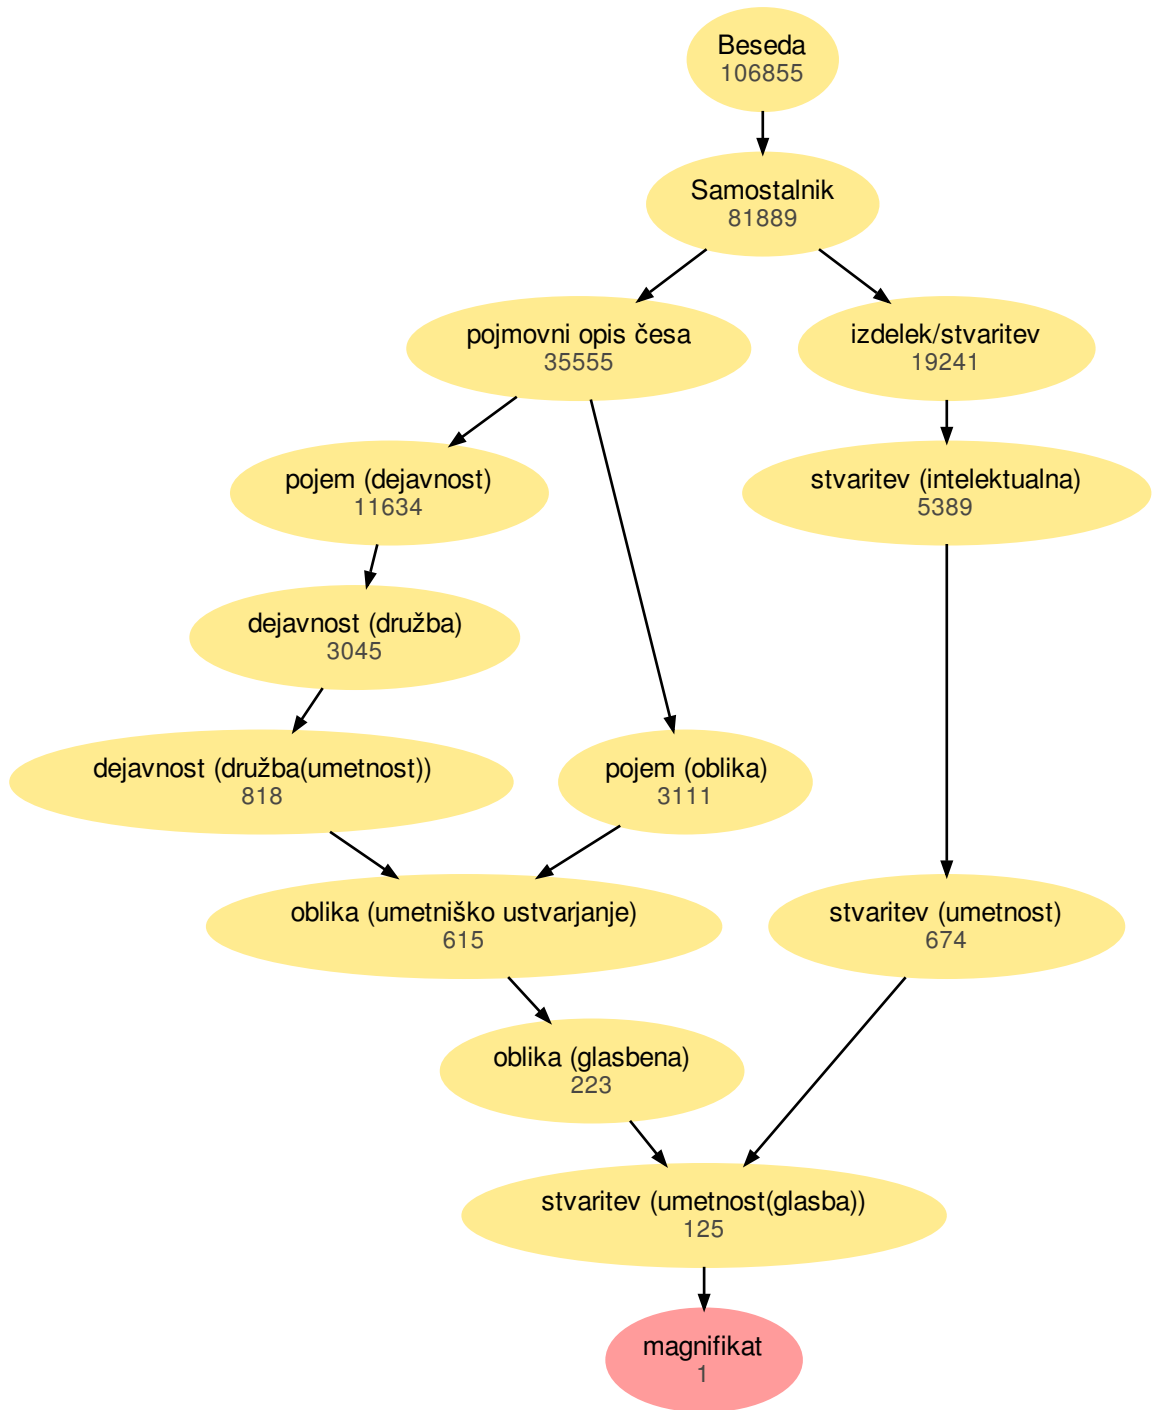 Beseda
106855
Samostalnik
81889
pojmovni opis česa
35555
izdelek/stvaritev
19241
pojem (dejavnost)
11634
stvaritev (intelektualna)
5389
dejavnost (družba)
3045
dejavnost (družba(umetnost))
818
pojem (oblika)
3111
oblika (umetniško ustvarjanje)
615
stvaritev (umetnost)
674
oblika (glasbena)
223
stvaritev (umetnost(glasba))
125
magnifikat
1